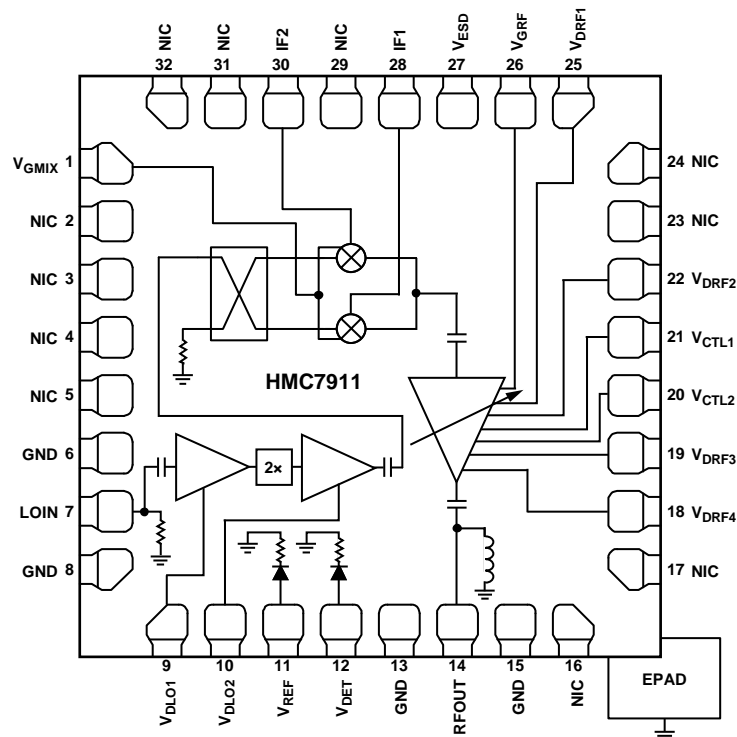 NIC
NIC
IF2
NIC
IF1
VESD
VGRF
VDRF1
32
31
30
29
28
27
26
25
VGMIX 1
NIC 2
NIC 3
NIC 4
NIC 5
GND 6
LOIN 7
GND 8
24 NIC
23 NIC
22 VDRF2
21 VCTL1
20 VCTL2
19 VDRF3
18 VDRF4
17 NIC
HMC7911
2×
9
10
11
12
13
14
15
16
VDLO1
VDLO2
VREF
VDET
GND
RFOUT
GND
NIC
EPAD